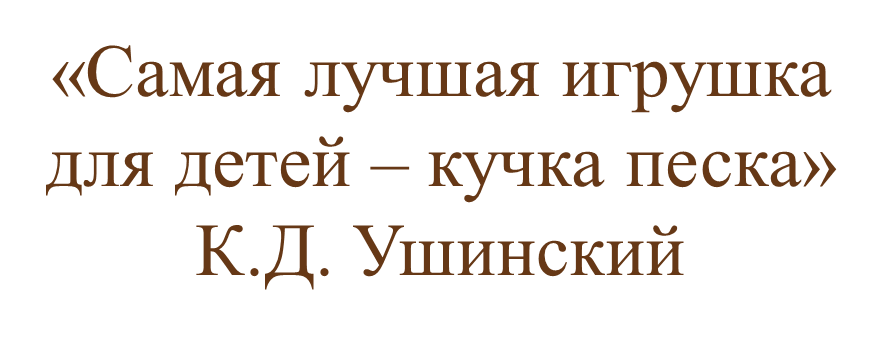 «Самая лучшая игрушка
для детей – кучка песка»
К.Д. Ушинский